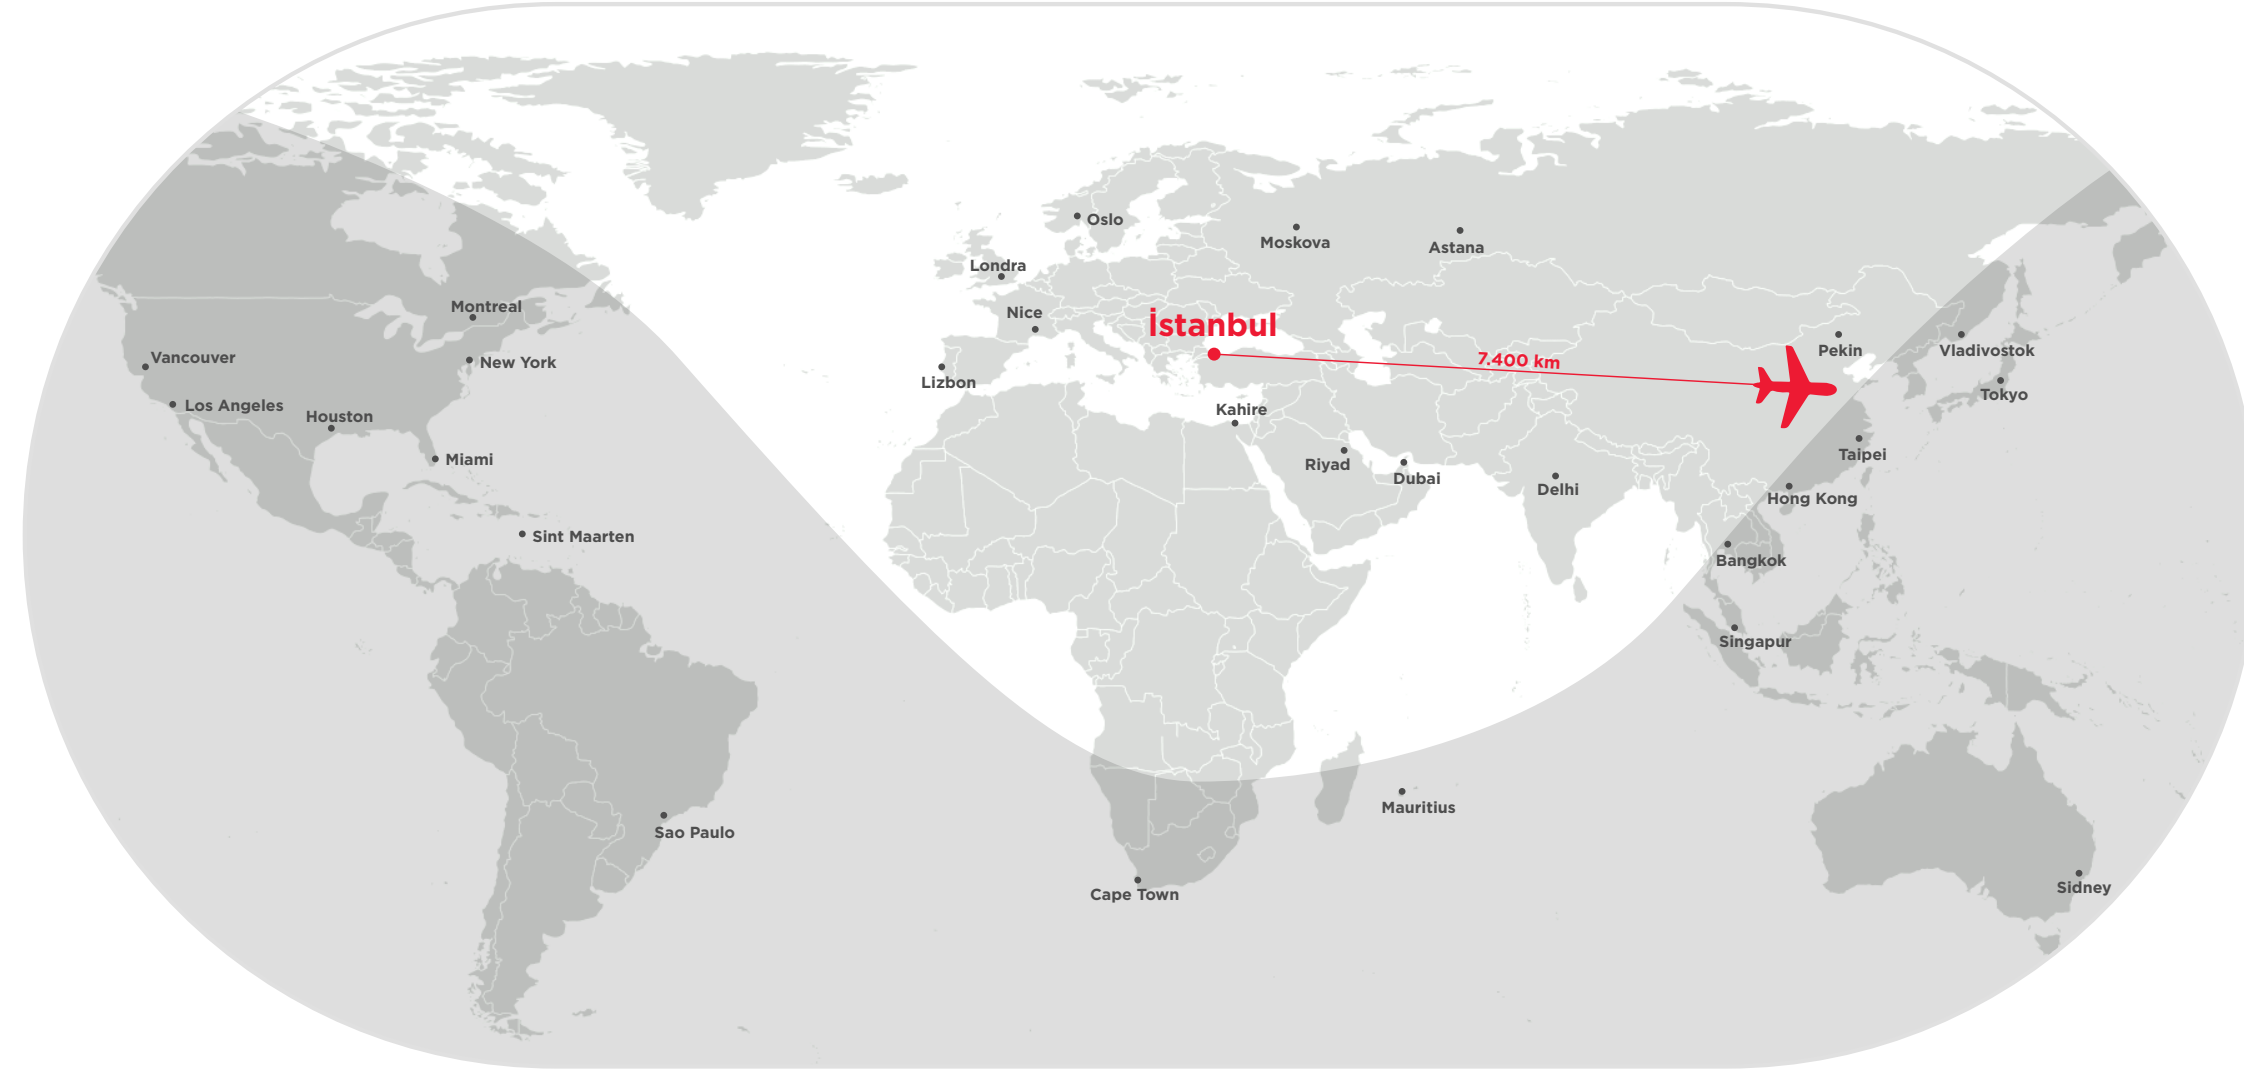 Oslo
Moskova
Astana
Londra
Montreal
Nice
İstanbul
Pekin
Vladivostok
Vancouver
New York
7.400 km
Lizbon
Tokyo
Los Angeles
Houston
Kahire
Miami
Riyad
Dubai
Taipei
Delhi
Hong Kong
Sint Maarten
Bangkok
Singapur
Mauritius
Sao Paulo
Cape Town
Sidney